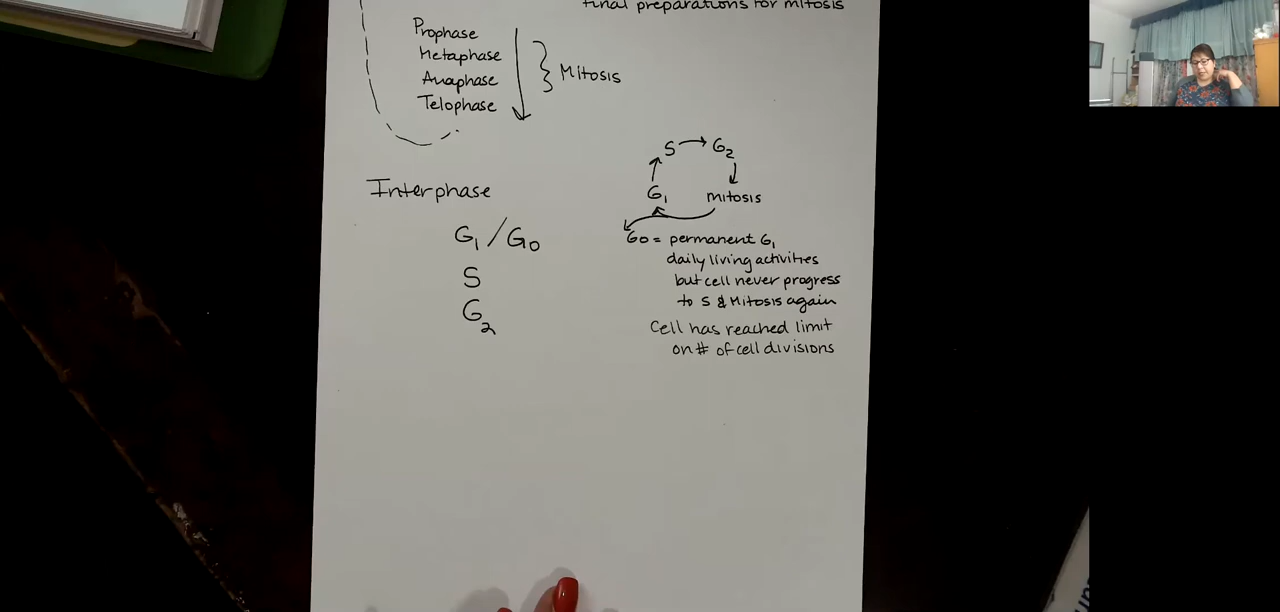 final preparations for mitosis
Prophase
Metaphase
Anaphase
Telophase
Mitosis
S → G2
G1 mitosis
Interphase
G1/G0
S
G2
G0 = permanent G1
daily living activities
but cell never progress
to S & Mitosis again
Cell has reached limit
on # of cell divisions